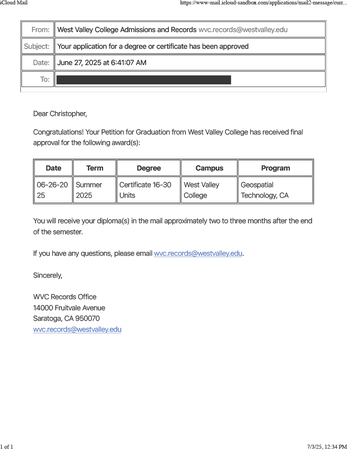 iCloud Mail https://www-mail.icloud-sandbox.com/applications/mail2-message/curr...
From: West Valley College Admissions and Records wvc.records@westvalley.edu
Subject: Your application for a degree or certificate has been approved
Date: June 27, 2025 at 6:41:07 AM
To:
Dear Christopher,
Congratulations! Your Petition for Graduation from West Valley College has received final
approval for the following award(s):
Date Term Degree Campus Program
06-26-20 Summer Certificate 16-30 West Valley Geospatial
25 2025 Units College Technology, CA
You will receive your diploma(s) in the mail approximately two to three months after the end
of the semester.
If you have any questions, please email wvc.records@westvalley.edu.
Sincerely,
WVC Records Office
14000 Fruitvale Avenue
Saratoga, CA 950070
wvc.records@westvalley.edu
1 of 1 7/3/25, 12:34 PM